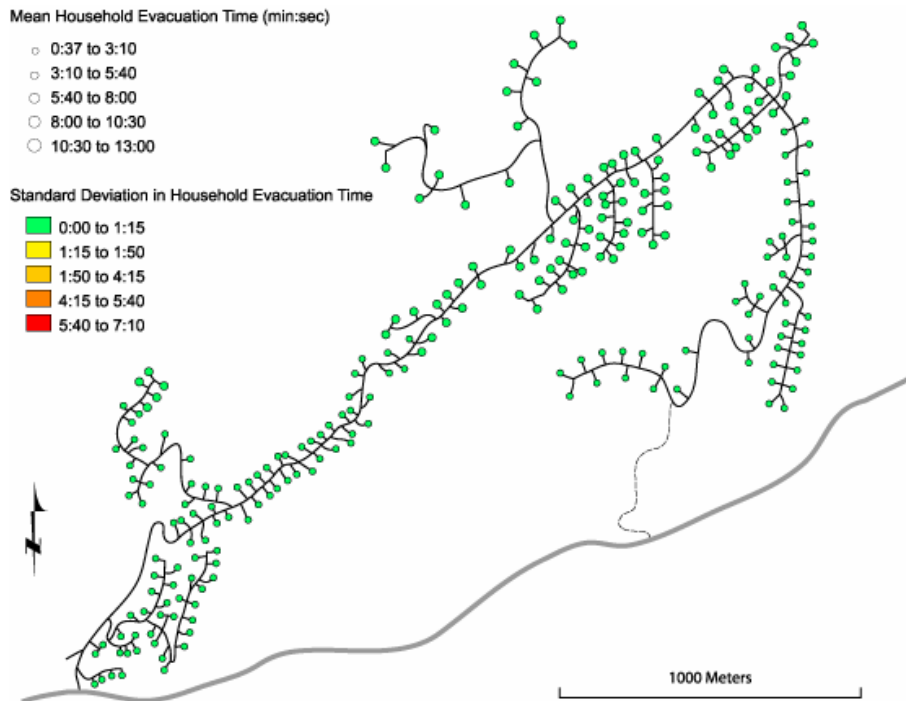 Mean Household Evacuation Time (min:sec)
0:37 to 3:10
3:10 to 5:40
5:40 to 8:00
8:00 to 10:30
10:30 to 13:00
Standard Deviation in Household Evacuation Time
0:00 to 1:15
1:15 to 1:50
1:50 to 4:15
4:15 to 5:40
5:40 to 7:10
1000 Meters